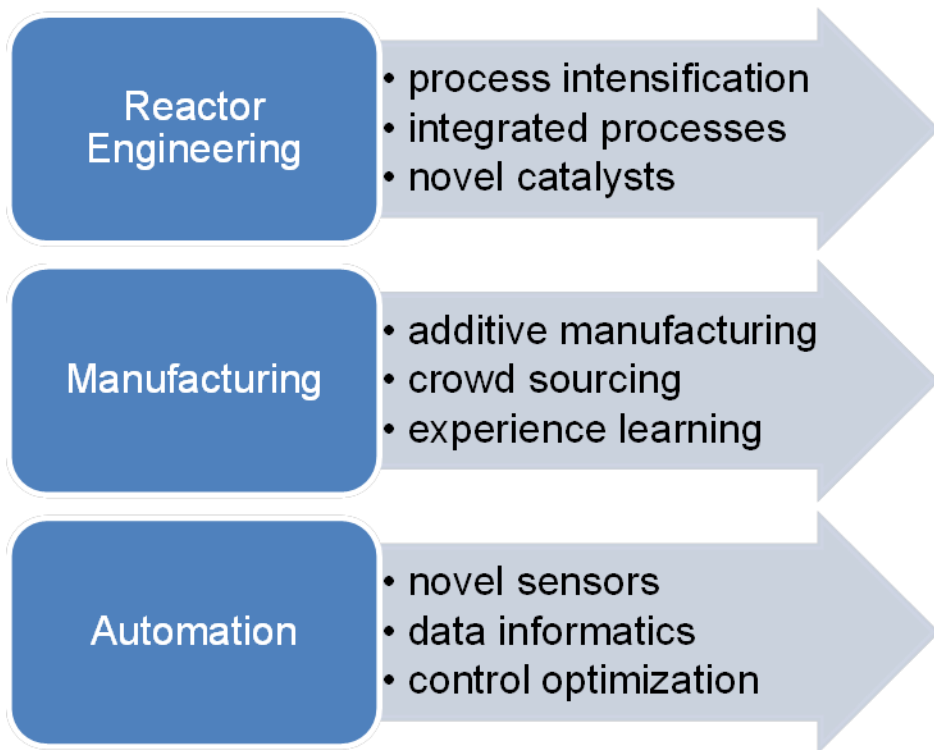 Reactor
Engineering
• process intensification
• integrated processes
• novel catalysts
Manufacturing
• additive manufacturing
• crowd sourcing
• experience learning
Automation
• novel sensors
• data informatics
• control optimization